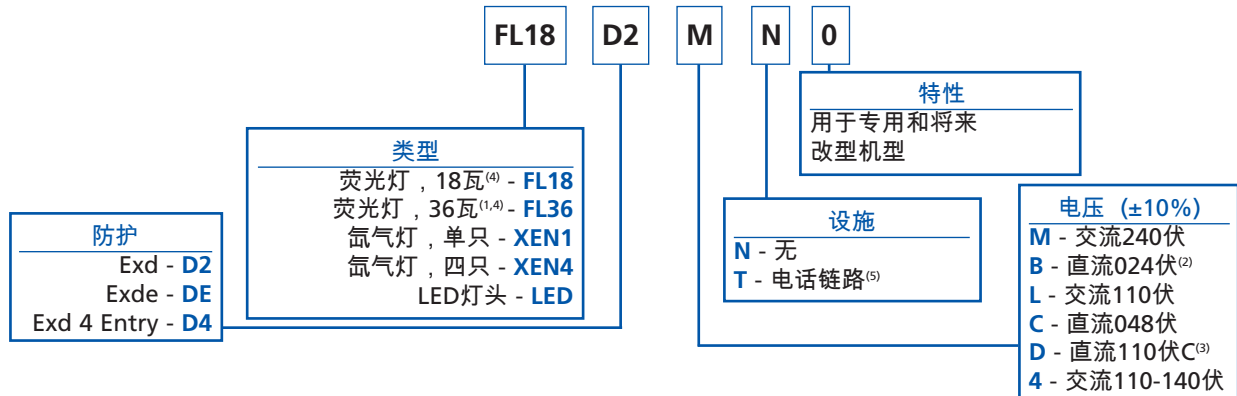 FL18 D2 M N 0
特性
用于专用和将来
改型机型
类型
荧光灯，18瓦(4) - FL18
荧光灯，36瓦(1,4) - FL36
氙气灯，单只 - XEN1
氙气灯，四只 - XEN4
LED灯头 - LED
防护
Exd - D2
Exde - DE
Exd 4 Entry - D4
设施
N - 无
T - 电话链路(5)
电压 (±10%)
M - 交流240伏
B - 直流024伏(2)
L - 交流110伏
C - 直流048伏
D - 直流110伏C(3)
4 - 交流110-140伏